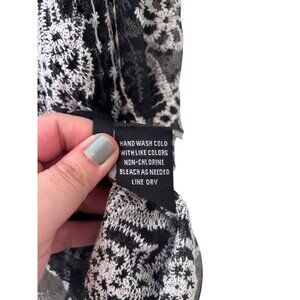 HAND WASH COLD
WITH LIKE COLORS
NON-CHLORINE
BLEACH AS NEEDED
LINE DRY